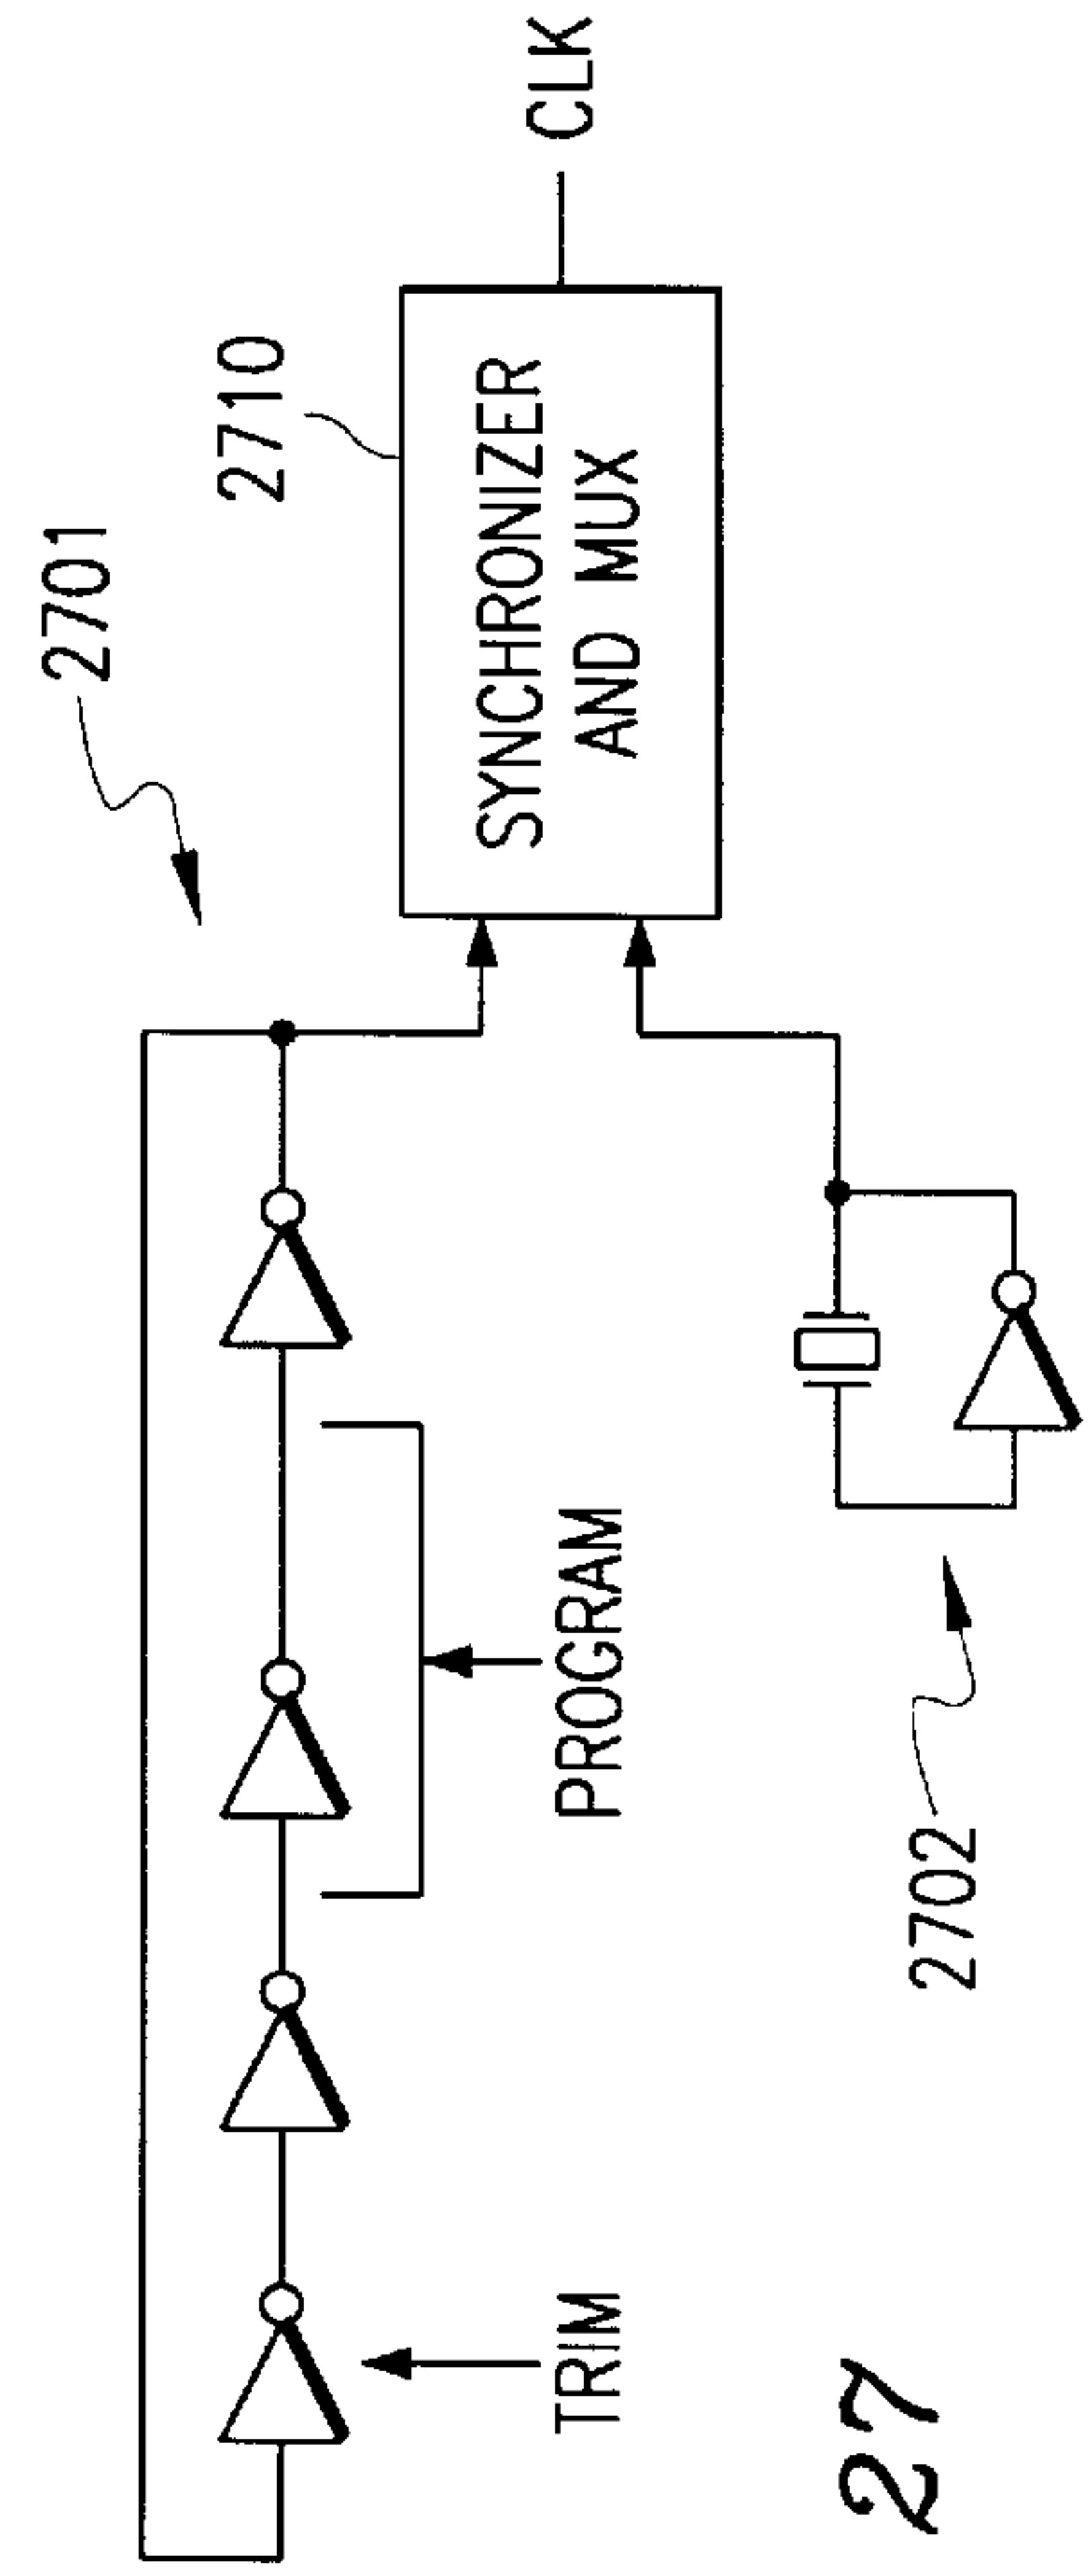 2701
2710
SYNCHRONIZER
AND MUX
CLK
TRIM
PROGRAM
2702
27